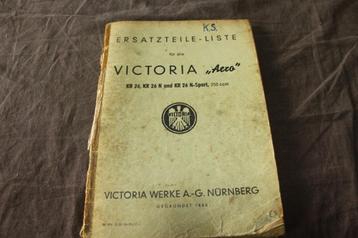 K.S.
ERSATZTEILE-LISTE
für die
VICTORIA „Aero"
KR 26, KR 26 N und KR 26 N-Sport, 250 ccm
VICTORIA
VICTORIA WERKE A.-G. NÜRNBERG
GEGRÜNDET 1886